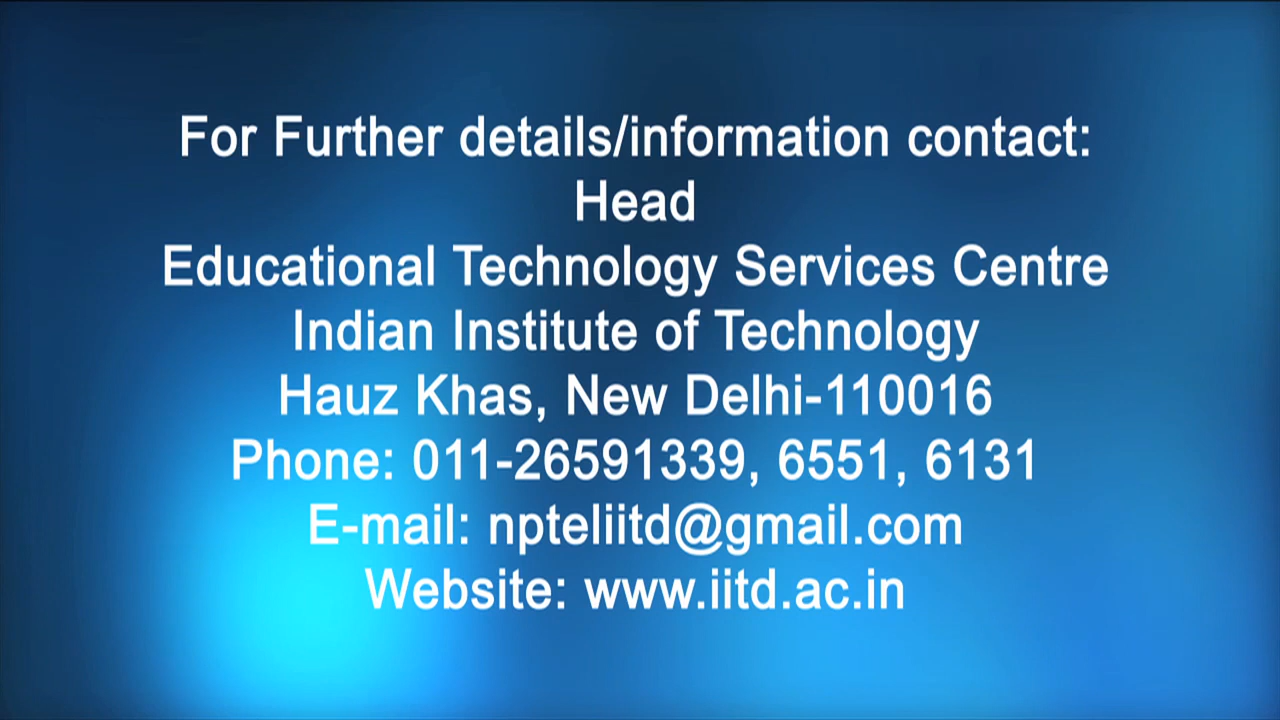 For Further details/information contact:
Head
Educational Technology Services Centre
Indian Institute of Technology
Hauz Khas, New Delhi-110016
Phone: 011-26591339, 6551, 6131
E-mail: npteliitd@gmail.com
Website: www.iitd.ac.in